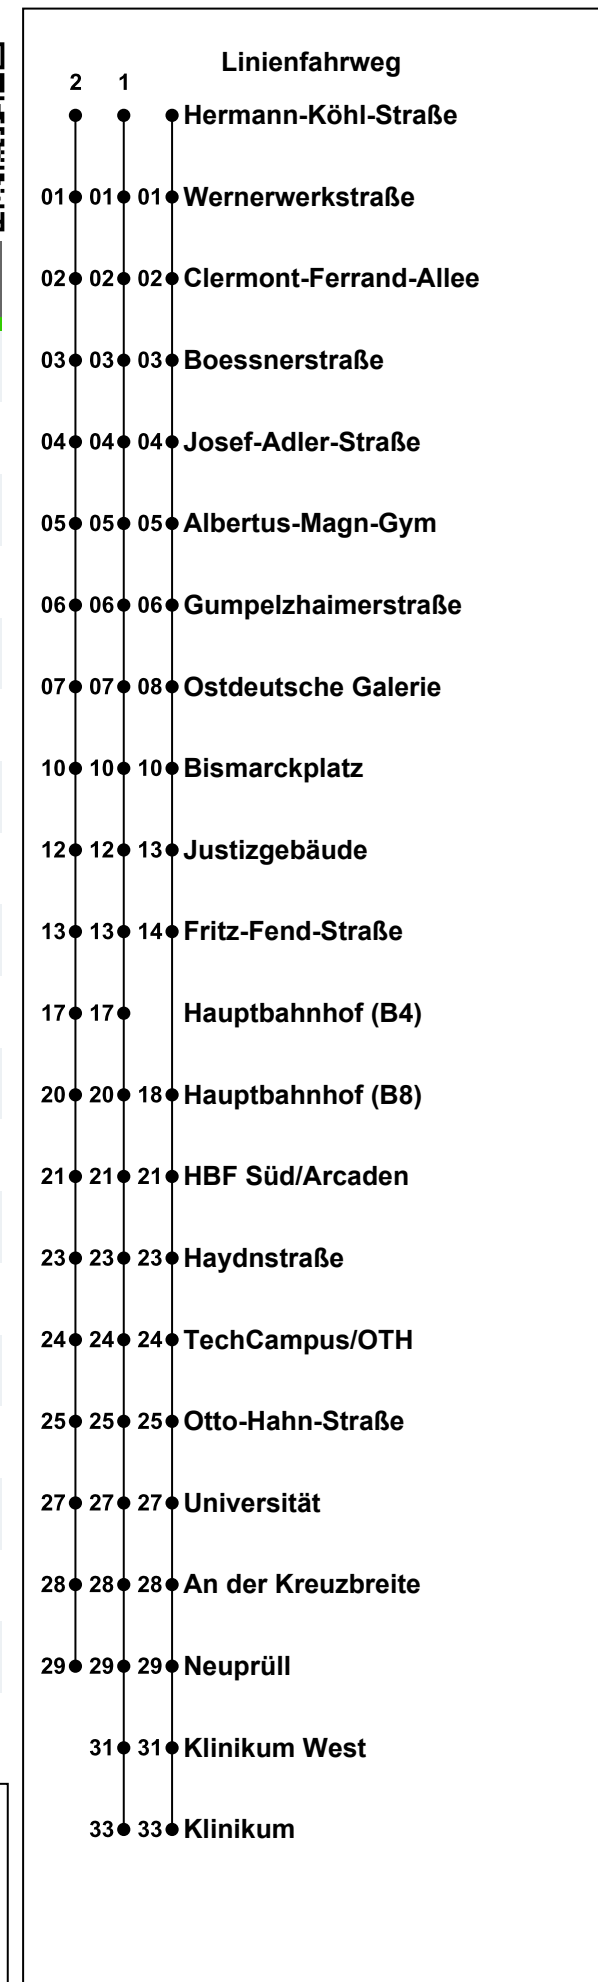 Linienfahrweg
2 1
Hermann-Köhl-Straße
01 01 01 Wernerwerkstraße
02 02 02 Clermont-Ferrand-Allee
03 03 03 Boessnerstraße
04 04 04 Josef-Adler-Straße
05 05 05 Albertus-Magn-Gym
06 06 06 Gumpelzhaimerstraße
07 07 08 Ostdeutsche Galerie
10 10 10 Bismarckplatz
12 12 13 Justizgebäude
13 13 14 Fritz-Fend-Straße
17 17 Hauptbahnhof (B4)
20 20 18 Hauptbahnhof (B8)
21 21 21 HBF Süd/Arcaden
23 23 23 Haydnstraße
24 24 24 TechCampus/OTH
25 25 25 Otto-Hahn-Straße
27 27 27 Universität
28 28 28 An der Kreuzbreite
29 29 29 Neuprüll
31 31 Klinikum West
33 33 Klinikum